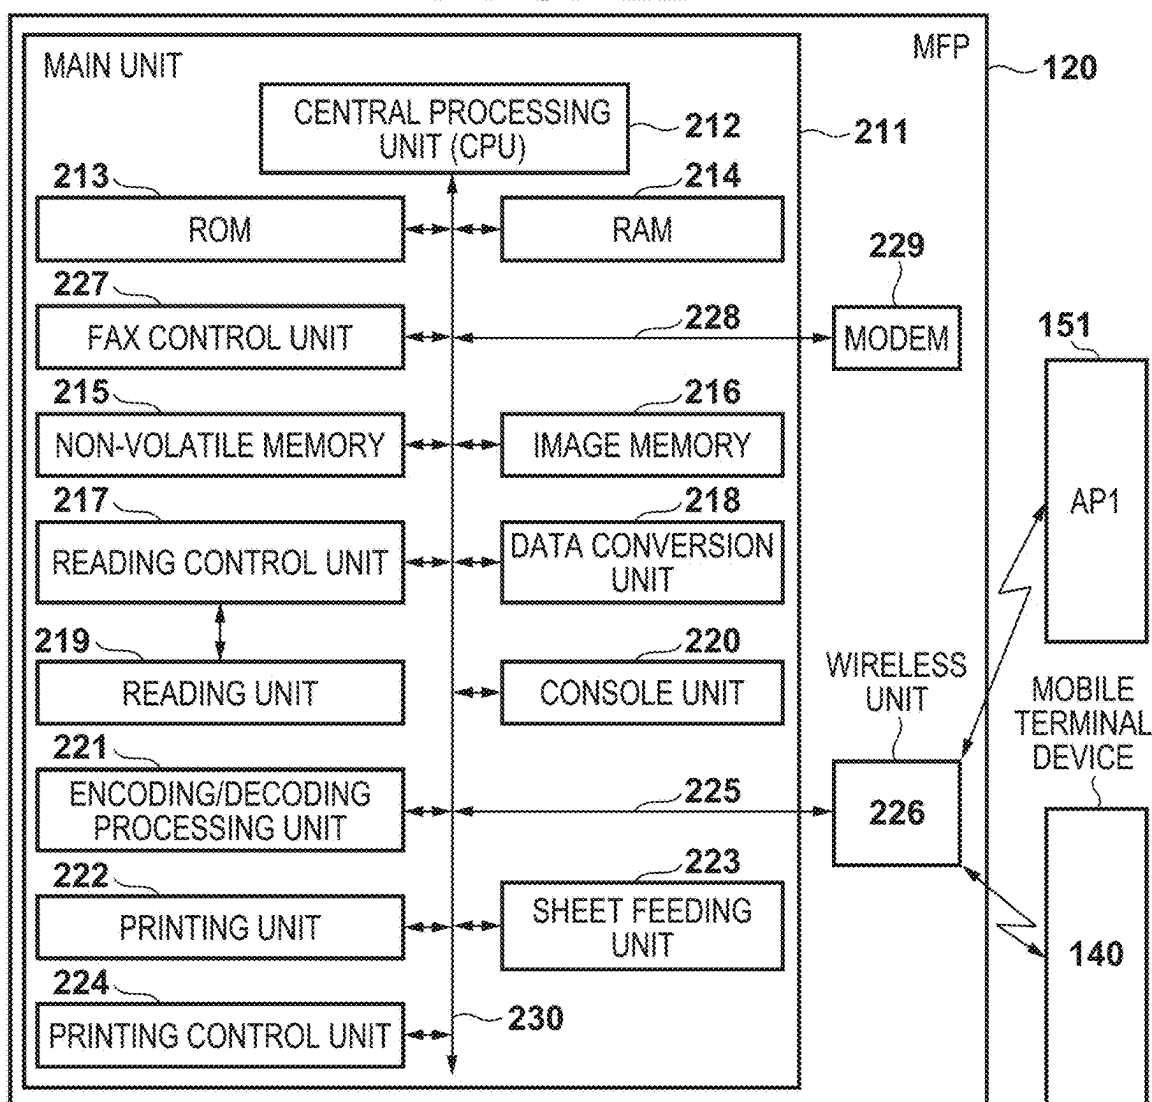 MFP
120
MAIN UNIT
CENTRAL PROCESSING
UNIT (CPU)
212
211
213
ROM
214
RAM
229
MODEM
227
FAX CONTROL UNIT
228
151
AP1
215
NON-VOLATILE MEMORY
216
IMAGE MEMORY
217
READING CONTROL UNIT
218
DATA CONVERSION
UNIT
219
READING UNIT
220
CONSOLE UNIT
WIRELESS
UNIT
226
MOBILE
TERMINAL
DEVICE
140
221
ENCODING/DECODING
PROCESSING UNIT
225
222
PRINTING UNIT
223
SHEET FEEDING
UNIT
224
PRINTING CONTROL UNIT
230